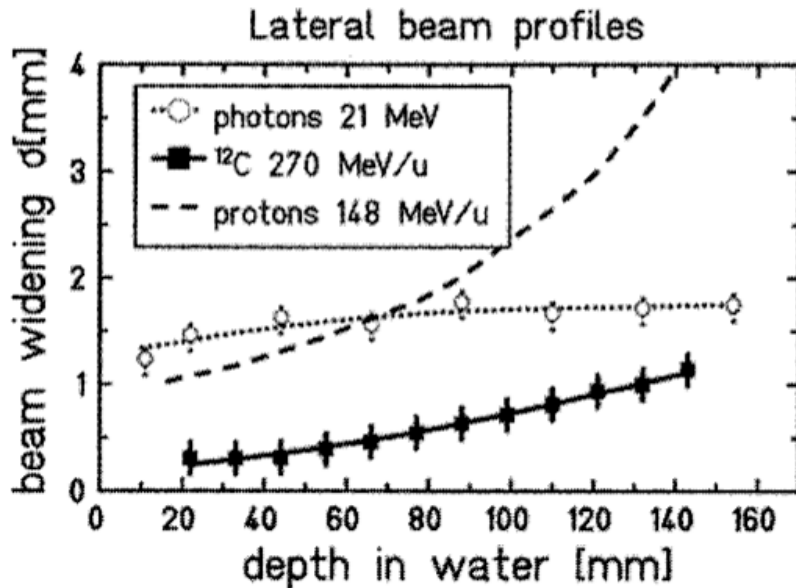 Lateral beam profiles
beam widening σ[mm]
4
3
2
1
0
photons 21 MeV
¹²C 270 MeV/u
protons 148 MeV/u
0 20 40 60 80 100 120 140 160
depth in water [mm]